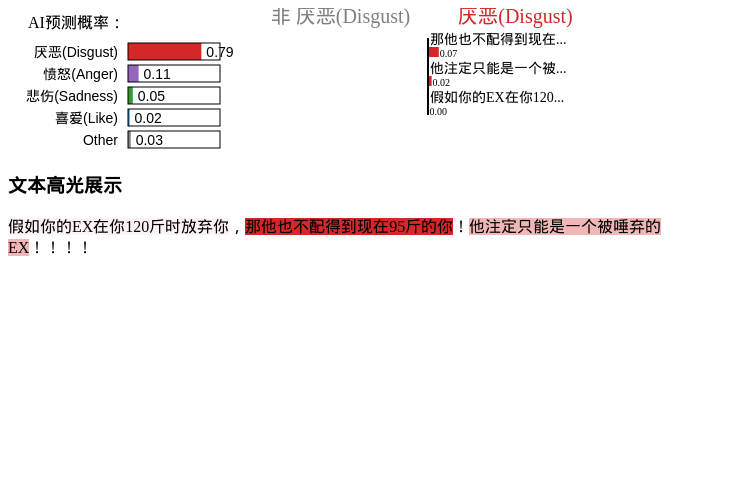 AI预测概率：
厌恶(Disgust) 0.79
愤怒(Anger) 0.11
悲伤(Sadness) 0.05
喜爱(Like) 0.02
Other 0.03
非 厌恶(Disgust) 厌恶(Disgust)
那他也不配得到现在...
0.07
他注定只能是一个被...
0.02
假如你的EX在你120...
0.00
文本高光展示
假如你的EX在你120斤时放弃你，那他也不配得到现在95斤的你！他注定只能是一个被唾弃的
EX！！！！